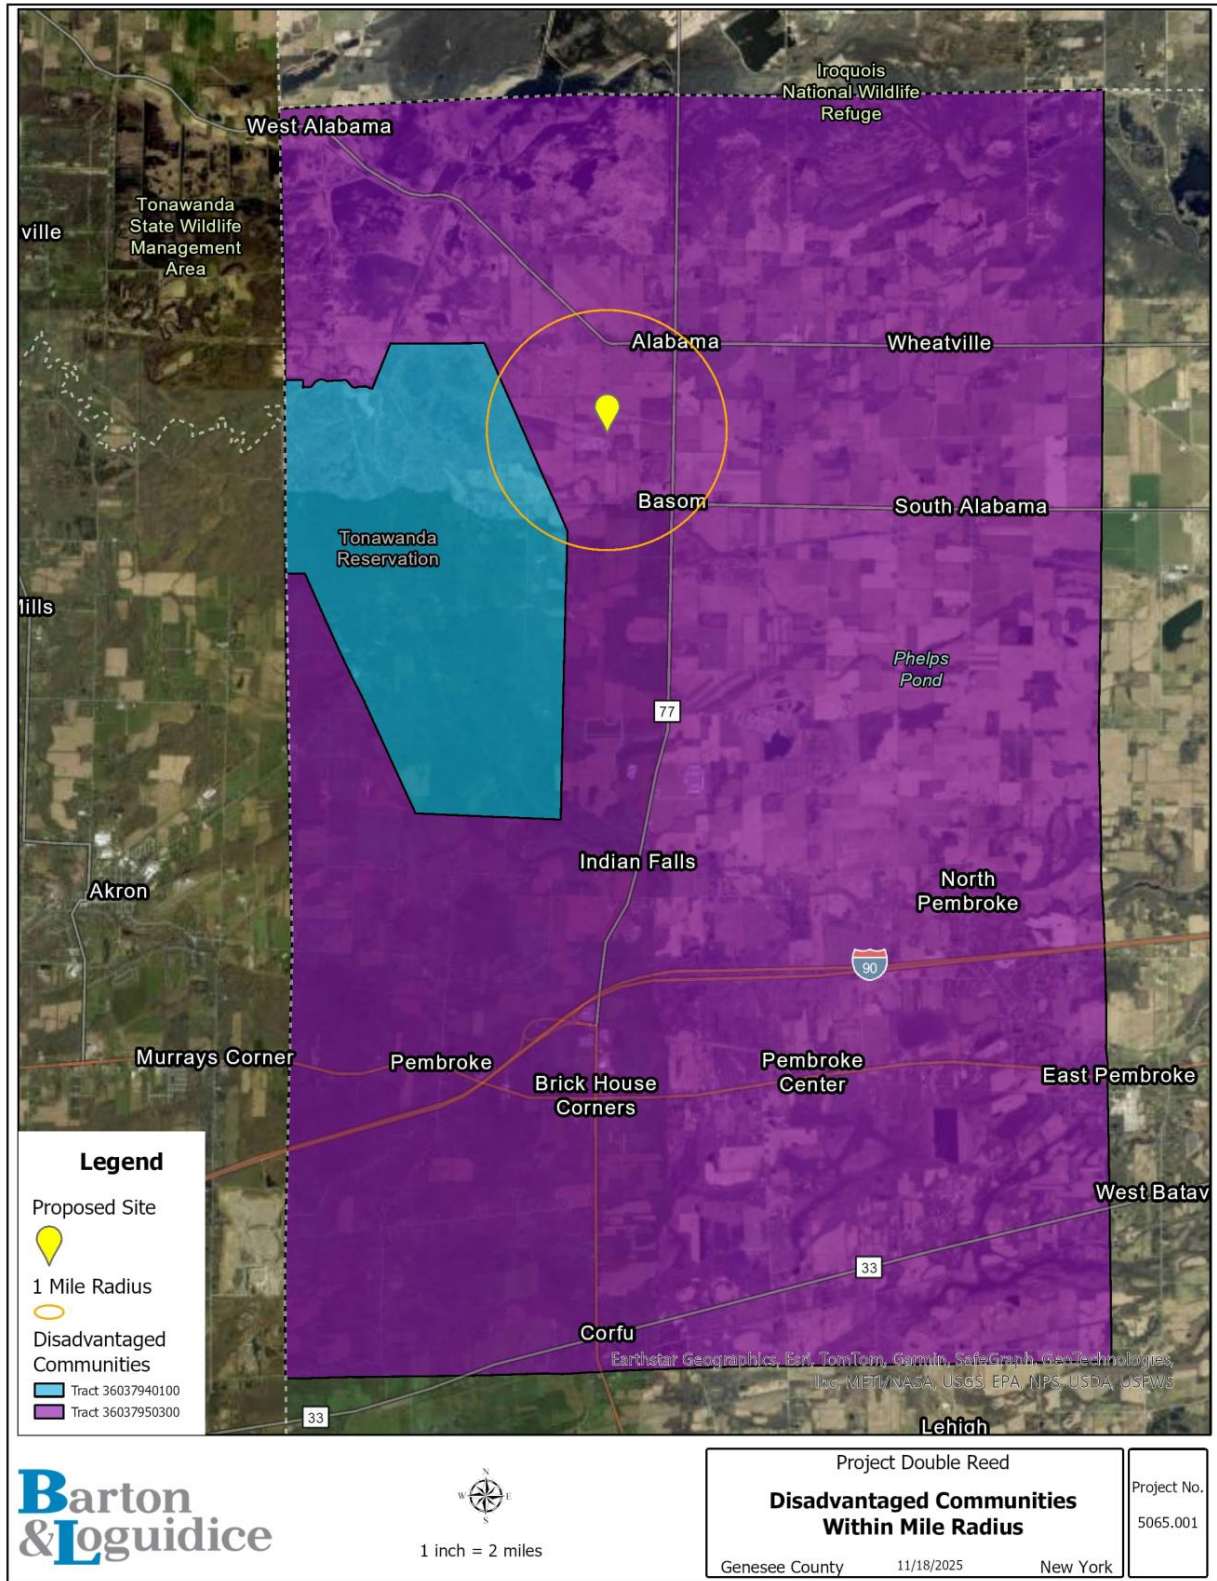 Iroquois
National Wildlife
Refuge
West Alabama
Tonawanda
State Wildlife
Management
Area
ville
Alabama
Wheatville
Basom
South Alabama
Tonawanda
Reservation
Mills
Phelps
Pond
77
Indian Falls
Akron
North
Pembroke
90
Murrays Corner
Pembroke
Pembroke
Center
East Pembroke
Brick House
Corners
West Batav
33
Corfu
Earthstar Geographics, Esri, TomTom, Garmin, SafeGraph, GeoTechnologies,
Inc, METI/NASA, USGS, EPA, NPS, USDA, USFWS
33
Lehigh
Legend
Proposed Site
1 Mile Radius
Disadvantaged
Communities
Tract 36037940100
Tract 36037950300
Barton
&Loguidice
N
W E
S
1 inch = 2 miles
Project Double Reed
Disadvantaged Communities
Within Mile Radius
Genesee County 11/18/2025 New York
Project No.
5065.001